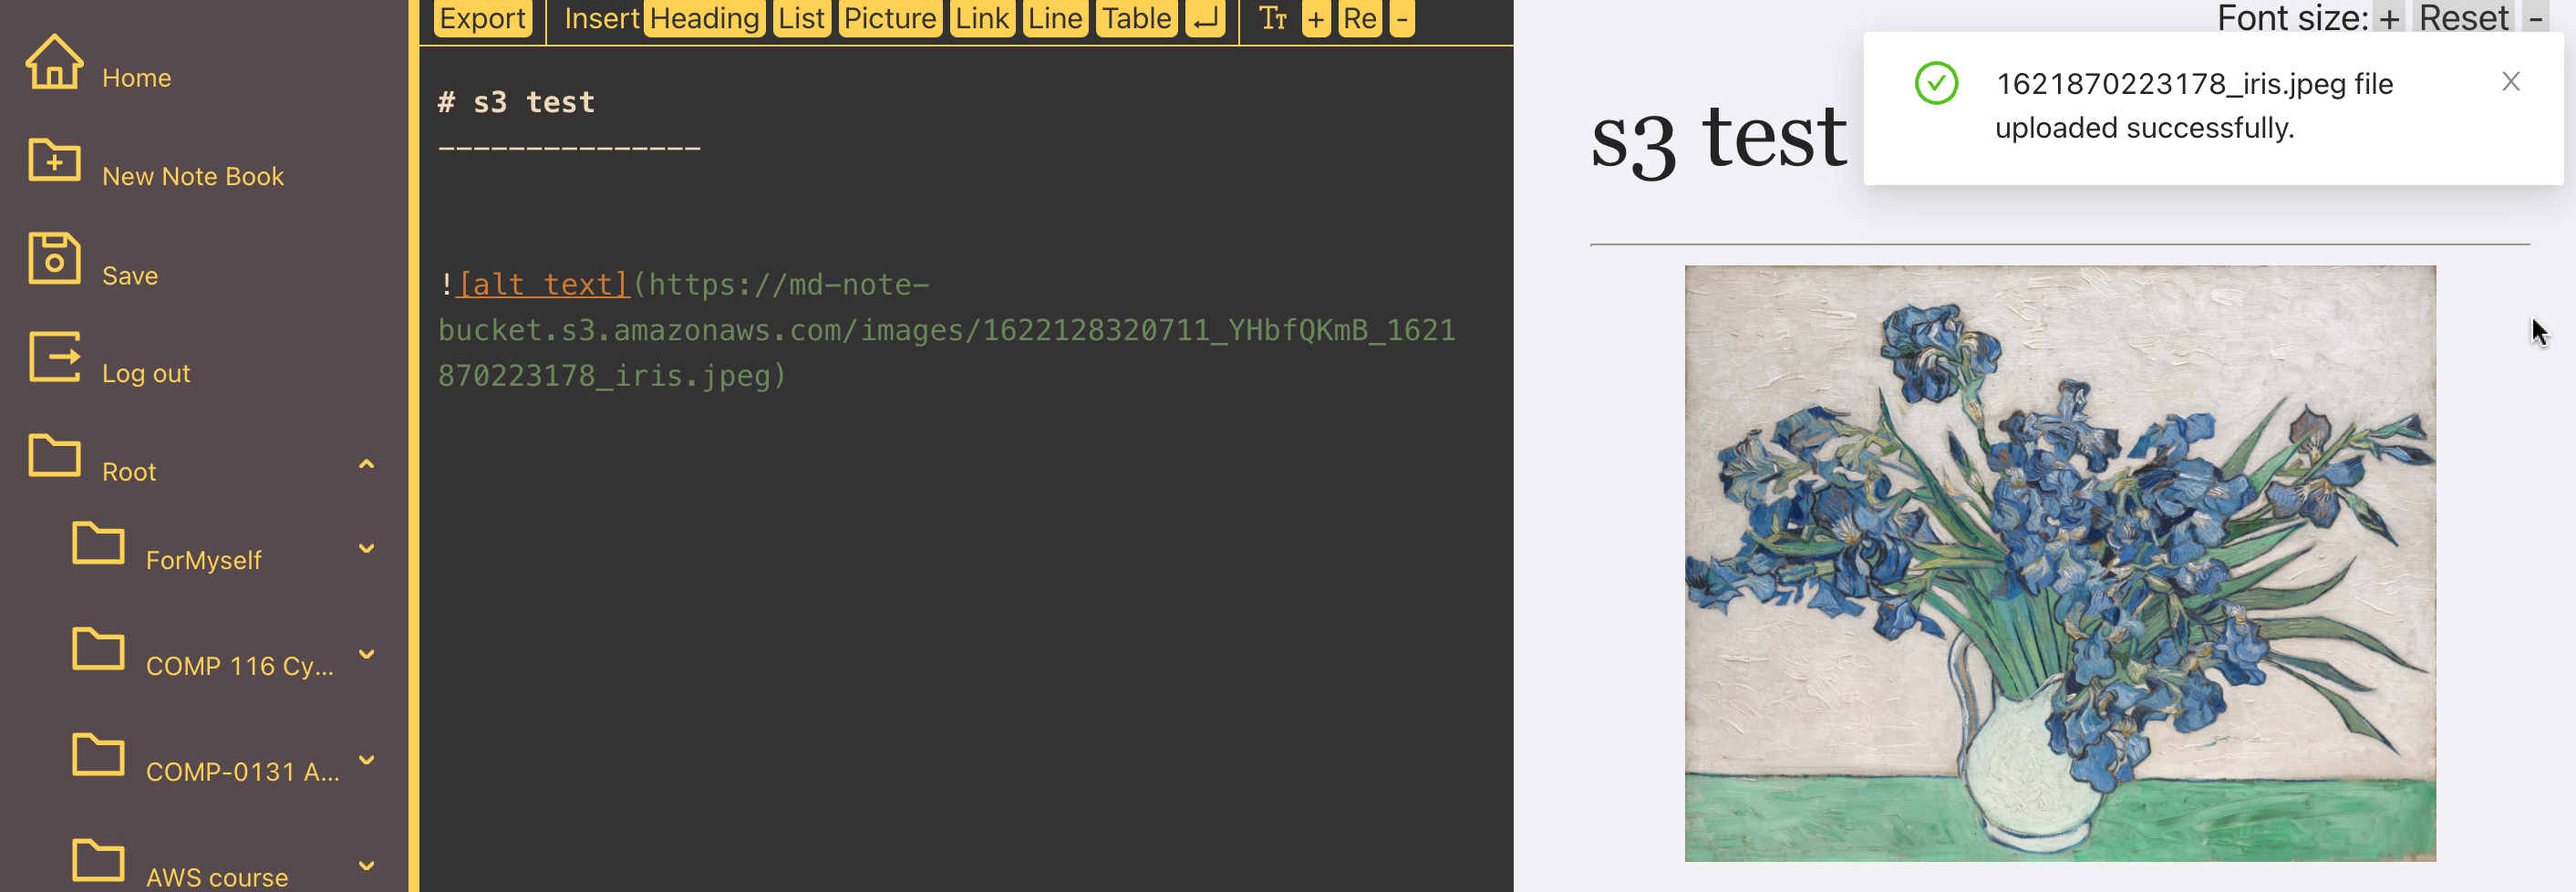 Home
New Note Book
Save
Log out
Root
ForMyself
COMP 116 Cy...
COMP-0131 A...
AWS course
Export Insert Heading List Picture Link Line Table + Re -
# s3 test
---------------
![alt text](https://md-note-
bucket.s3.amazonaws.com/images/1622128320711_YHbfQKmB_1621
870223178_iris.jpeg)
Font size: + Reset -
1621870223178_iris.jpeg file
uploaded successfully.
s3 test